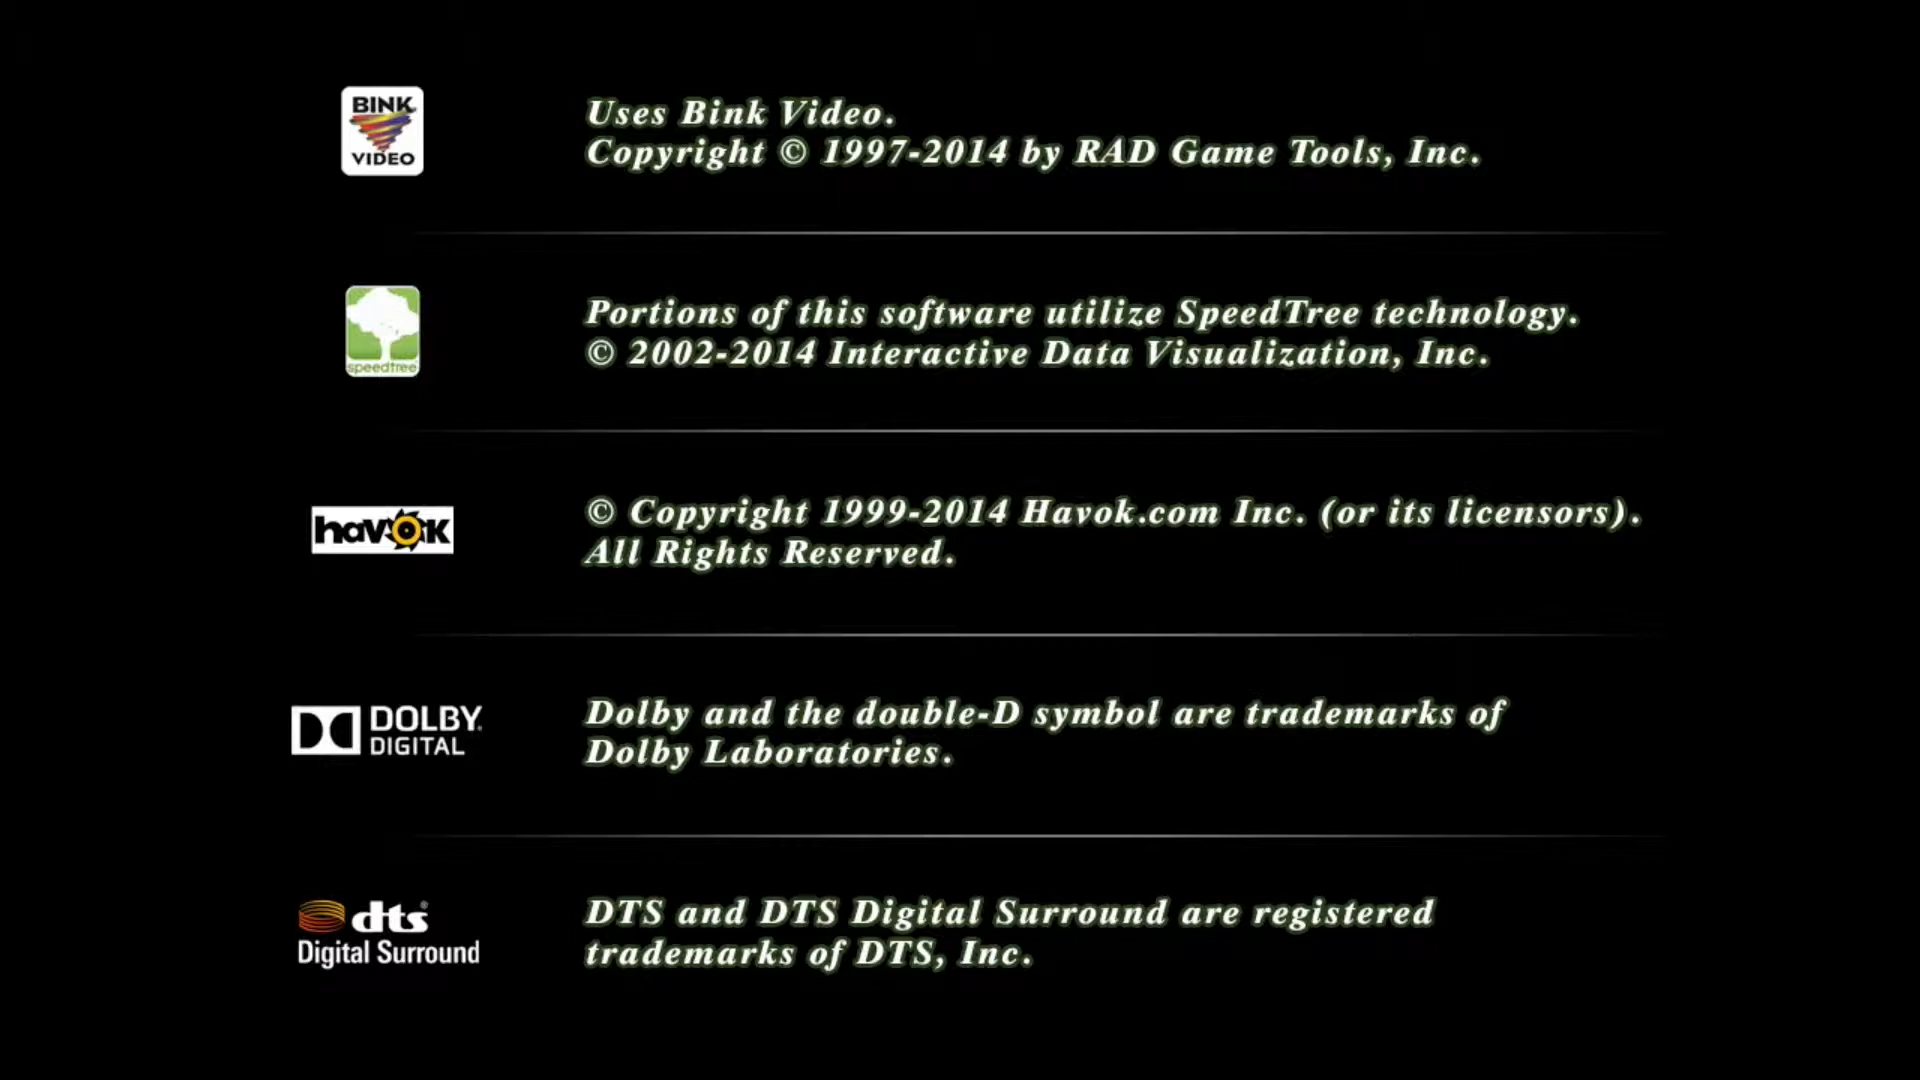 BINK
VIDEO
Uses Bink Video.
Copyright © 1997-2014 by RAD Game Tools, Inc.
speedtree
Portions of this software utilize SpeedTree technology.
© 2002-2014 Interactive Data Visualization, Inc.
havok
© Copyright 1999-2014 Havok.com Inc. (or its licensors).
All Rights Reserved.
DOLBY®
DIGITAL
Dolby and the double-D symbol are trademarks of
Dolby Laboratories.
dts®
Digital Surround
DTS and DTS Digital Surround are registered
trademarks of DTS, Inc.